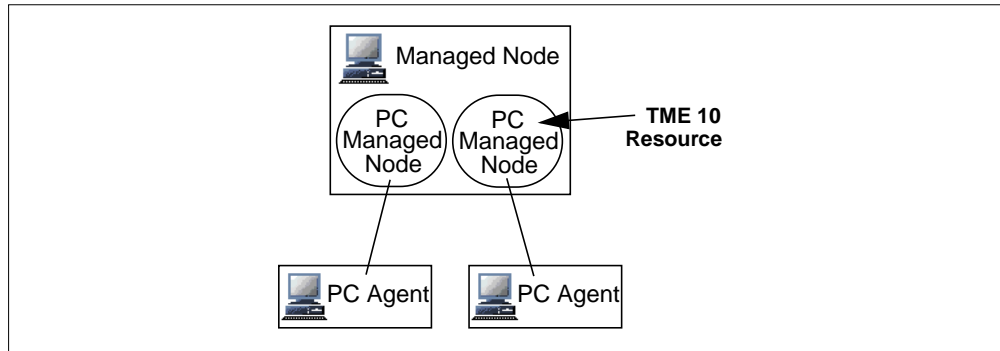 Managed Node
PC
Managed
Node
PC
Managed
Node
TME 10
Resource
PC Agent
PC Agent